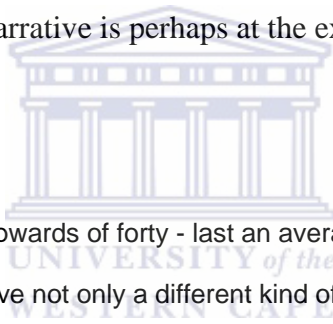 arrative is perhaps at the ex
owards of forty - last an avera
UNIVERSITY of the
ve not only a different kind of
WESTERN CAPE